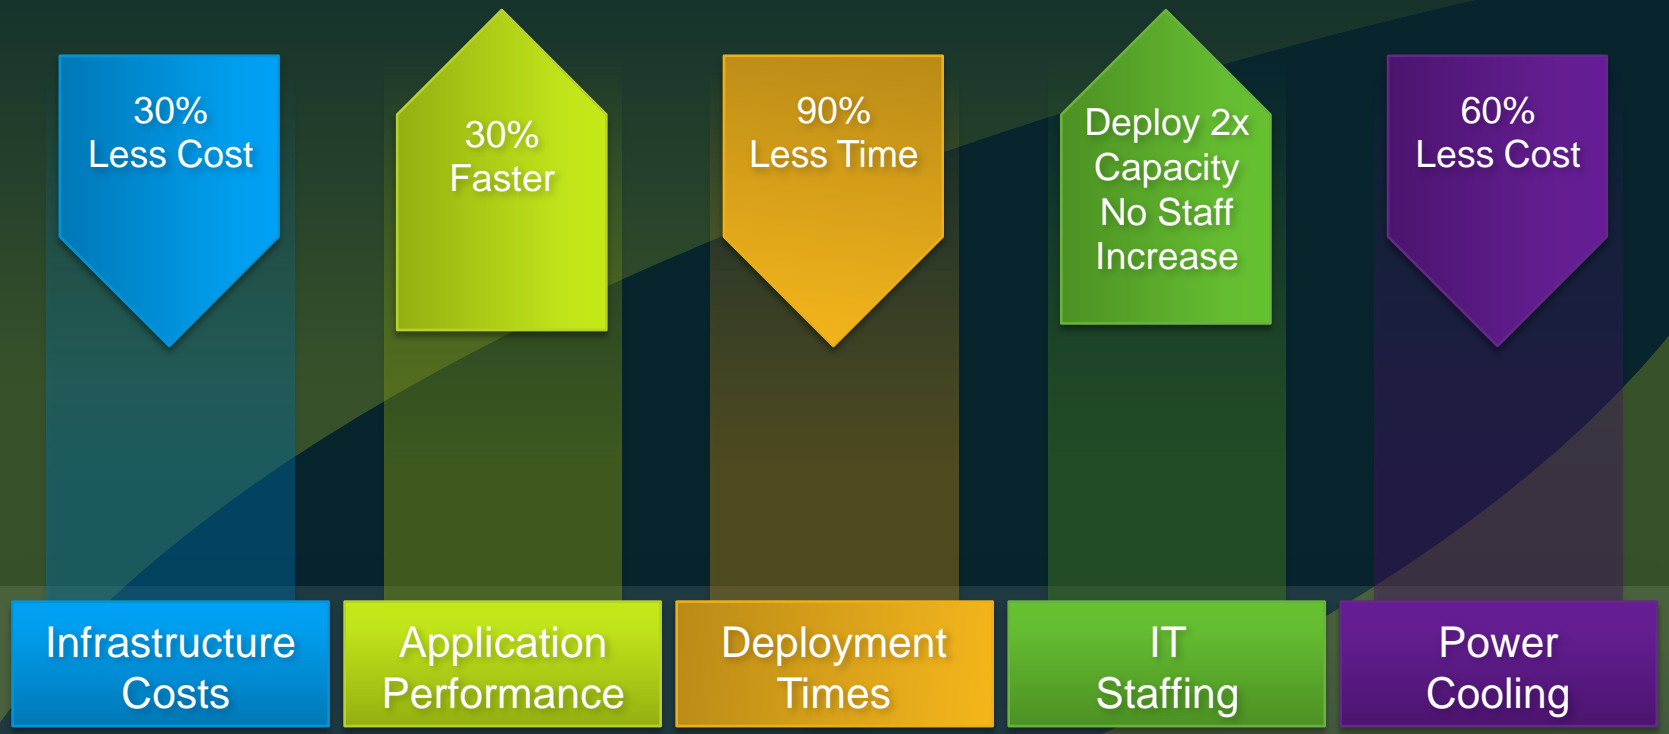 30%
Less Cost
30%
Faster
90%
Less Time
Deploy 2x
Capacity
No Staff
Increase
60%
Less Cost
Infrastructure
Costs
Application
Performance
Deployment
Times
IT
Staffing
Power
Cooling